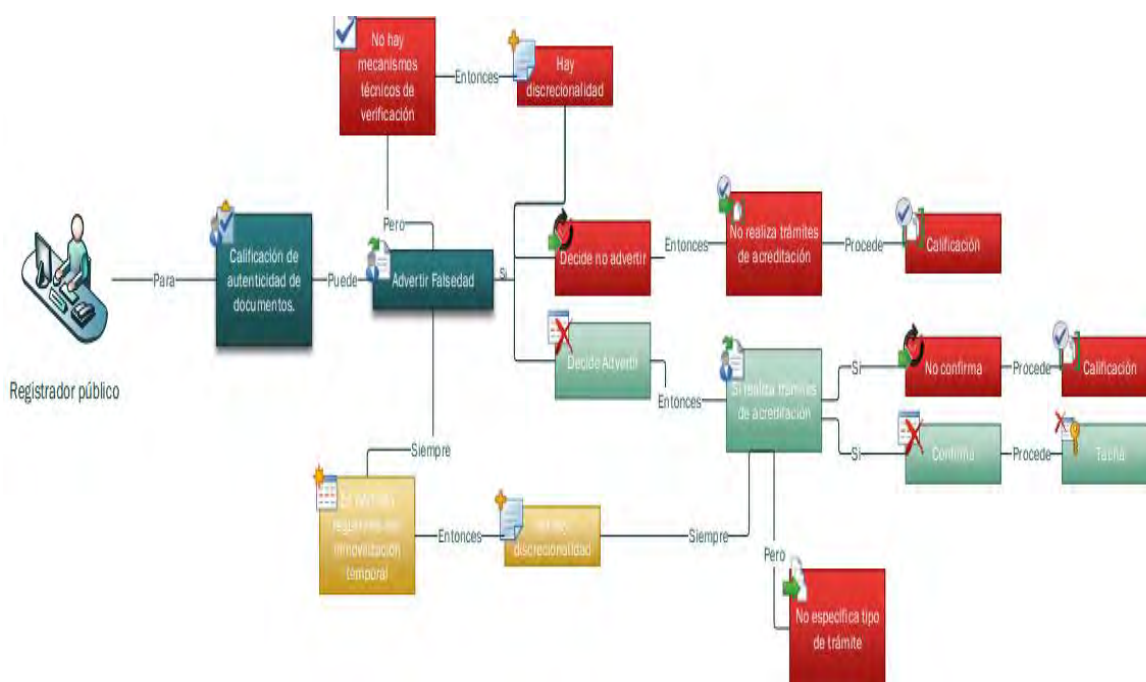 No hay
mecanismos
técnicos de
verificación
Entonces
Hay
discrecionalidad
Pero
Registrador público
Para
Calificación de
autenticidad de
documentos.
Puede
Advertir Falsedad
Si
Decide no advertir
Entonces
No realiza trámites
de acreditación
Procede
Calificación
Decide Advertir
Entonces
Si realiza trámites
de acreditación
Si
No confirma
Procede
Calificación
Si
Confirma
Procede
Tacha
Siempre
inmovilización
temporal
Entonces
discrecionalidad
Siempre
Pero
No especifica tipo
de trámite